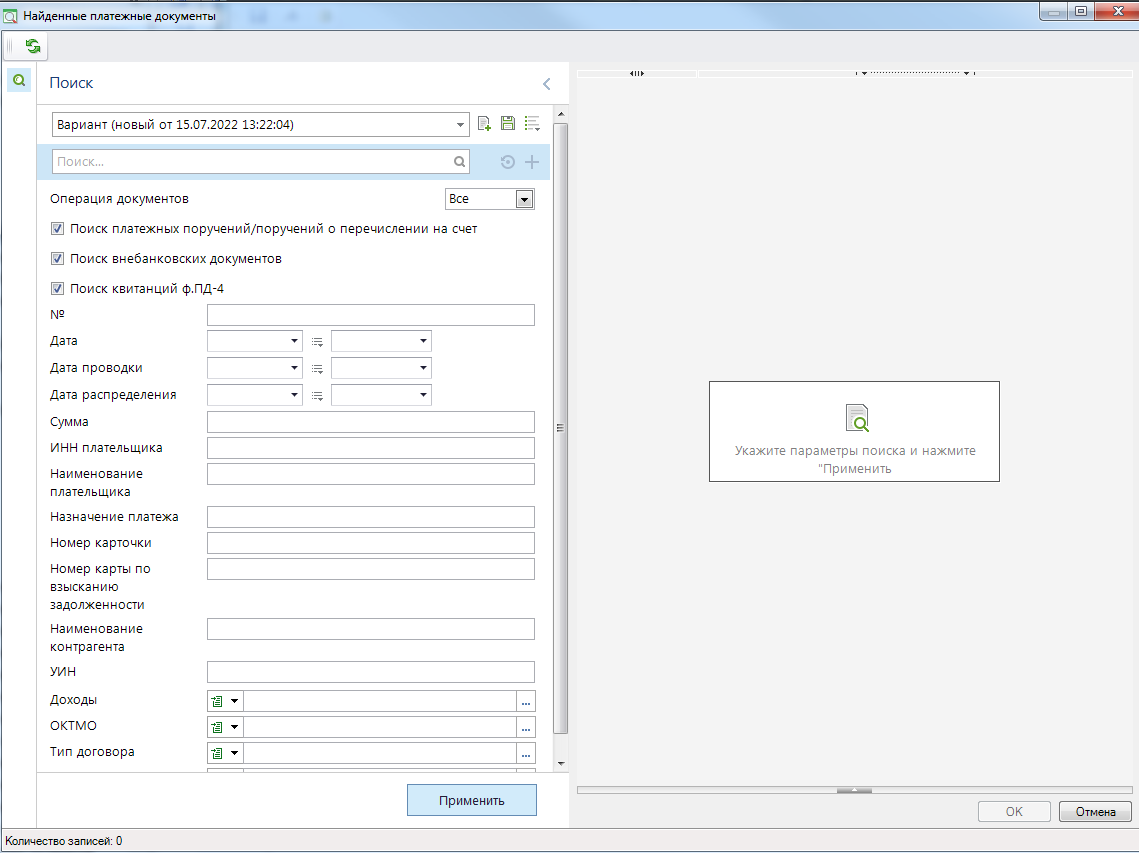 Найденные платежные документы
Поиск
Вариант (новый от 15.07.2022 13:22:04)
Поиск...
Операция документов
Все
Поиск платежных поручений/поручений о перечислении на счет
Поиск внебанковских документов
Поиск квитанций ф.ПД-4
№
Дата
Дата проводки
Дата распределения
Сумма
ИНН плательщика
Наименование
плательщика
Назначение платежа
Номер карточки
Номер карты по
взысканию
задолженности
Наименование
контрагента
УИН
Доходы
...
ОКТМО
...
Тип договора
...
Применить
Укажите параметры поиска и нажмите
"Применить
OK
Отмена
Количество записей: 0